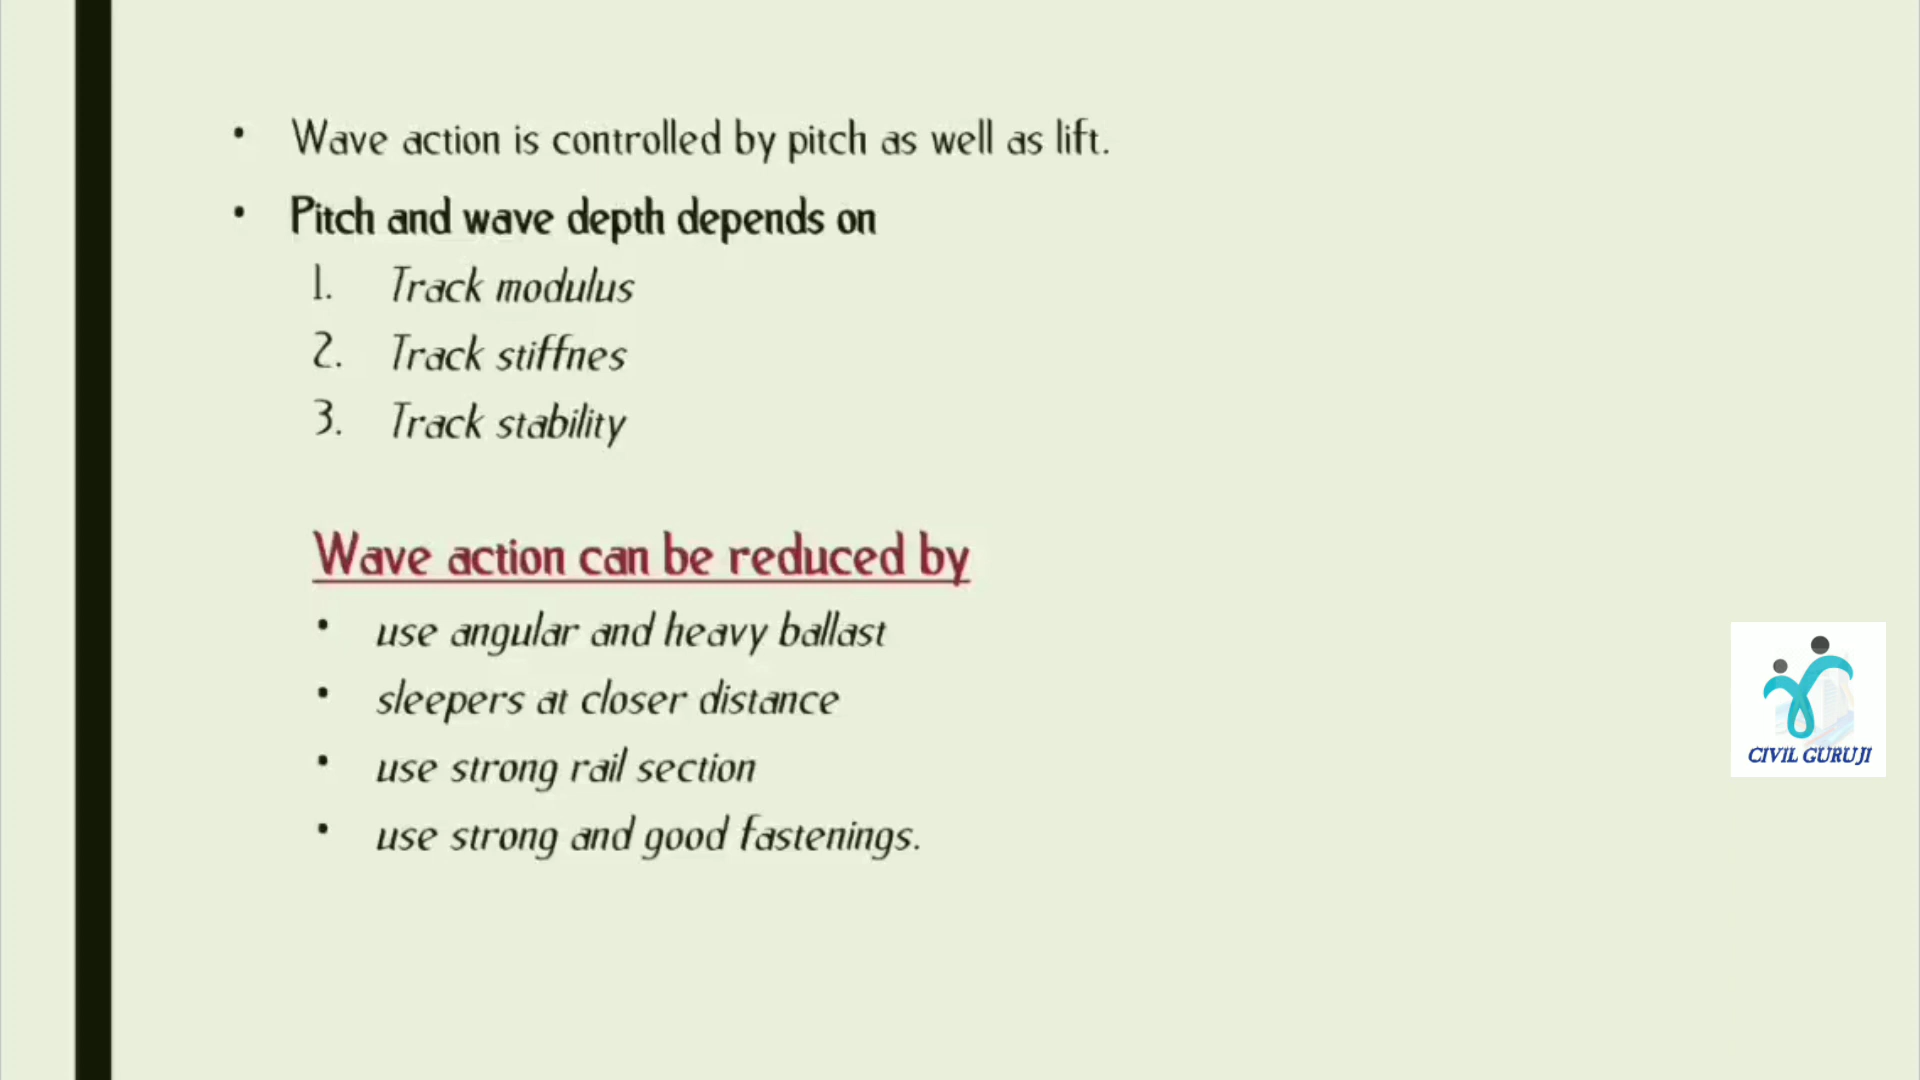 • Wave action is controlled by pitch as well as lift.
• Pitch and wave depth depends on
1. Track modulus
2. Track stiffnes
3. Track stability
Wave action can be reduced by
• use angular and heavy ballast
• sleepers at closer distance
• use strong rail section
• use strong and good fastenings.
CIVIL GURUJI